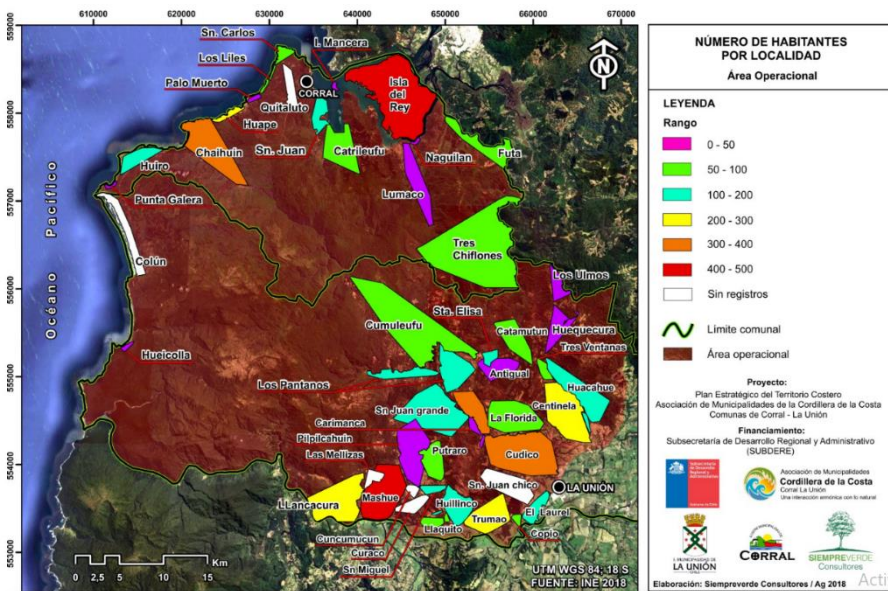 610000
620000
630000
640000
650000
660000
670000
559000
558000
557000
556000
555000
554000
553000
Sn. Carlos
I. Mancera
Los Liles
Palo Muerto
Quitaluto
CORRAL
Isla
del
Rey
Huape
Chaihuin
Sn. Juan
Catrileufu
Naguilan
Futa
Huiro
Lumaco
Punta Galera
Océano Pacífico
Colún
Tres
Chiflones
Los Ulmos
Sta. Elisa
Cumuleufu
Catamutun
Huequecura
Tres Ventanas
Hueicolla
Los Pantanos
Antigual
Huacahue
Sn Juan grande
Centinela
La Florida
Carimanca
Pilpilcahuin
Las Mellizas
Putraro
Cudico
Sn. Juan chico
LA UNIÓN
LLancacura
Mashue
Huillinco
Trumao
El Laurel
Llaquito
Copio
Cuncumucun
Curaco
Sn Miguel
0 2,5 5 10 15
Km
UTM WGS 84; 18 S
FUENTE: INE 2018
N
NÚMERO DE HABITANTES
POR LOCALIDAD
Área Operacional
LEYENDA
Rango
0 - 50
50 - 100
100 - 200
200 - 300
300 - 400
400 - 500
Sin registros
Limite comunal
Área operacional
Proyecto:
Plan Estratégico del Territorio Costero
Asociación de Municipalidades de la Cordillera de la Costa
Comunas de Corral - La Unión
Financiamiento:
Subsecretaría de Desarrollo Regional y Administrativo
(SUBDERE)
Asociación de Municipalidades
Cordillera de la Costa
Corral La Unión
Una interacción armónica con lo natural
LA UNIÓN
CORRAL
SIEMPREVERDE
Consultores
Elaboración: Siempreverde Consultores / Ag 2018
Acti